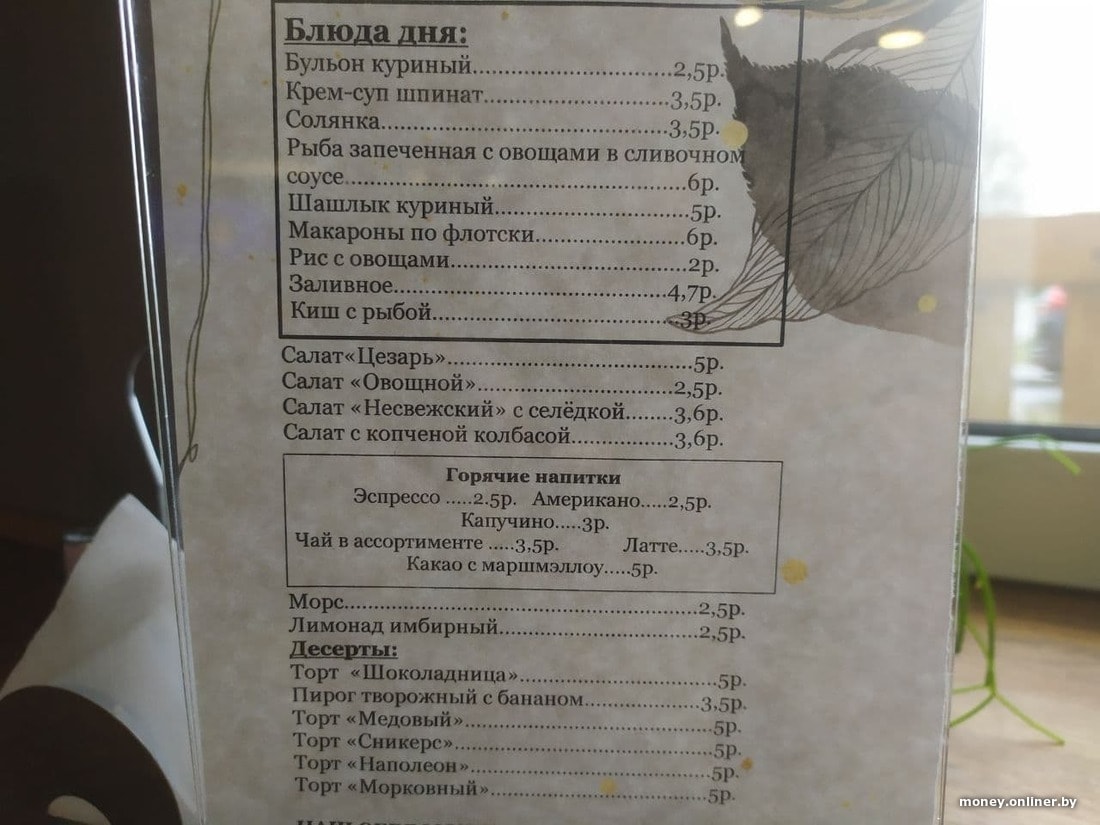 Блюда дня:
Бульон куриный............................2,5р.
Крем-суп шпинат..........................3,5р.
Солянка.........................................3,5р.
Рыба запеченная с овощами в сливочном
соусе................................................6р.
Шашлык куриный............................5р.
Макароны по флотски.....................6р.
Рис с овощами..................................2р.
Заливное.......................................4,7р.
Киш с рыбой...................................3р.
Салат«Цезарь»...................................5р.
Салат «Овощной»............................2,5р.
Салат «Несвежский» с селёдкой........3,6р.
Салат с копченой колбасой...............3,6р.
Горячие напитки
Эспрессо .....2.5р. Американо.....2,5р.
Капучино.....3р.
Чай в ассортименте .....3,5р. Латте.....3,5р.
Какао с маршмэллоу.....5р.
Морс..................................................2,5р.
Лимонад имбирный.............................2,5р.
Десерты:
Торт «Шоколадница»..............................5р.
Пирог творожный с бананом.................3,5р.
Торт «Медовый».....................................5р.
Торт «Сникерс»......................................5р.
Торт «Наполеон».....................................5р.
Торт «Морковный»..................................5р.
money.onliner.by